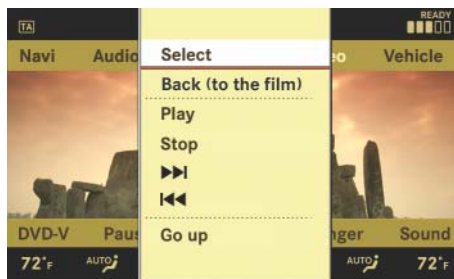 TA READY
Navi Audio eo Vehicle
Select
Back (to the film)
Play
Stop
Go up
DVD-V Paus nger Sound
72°F AUTO AUTO 72°F